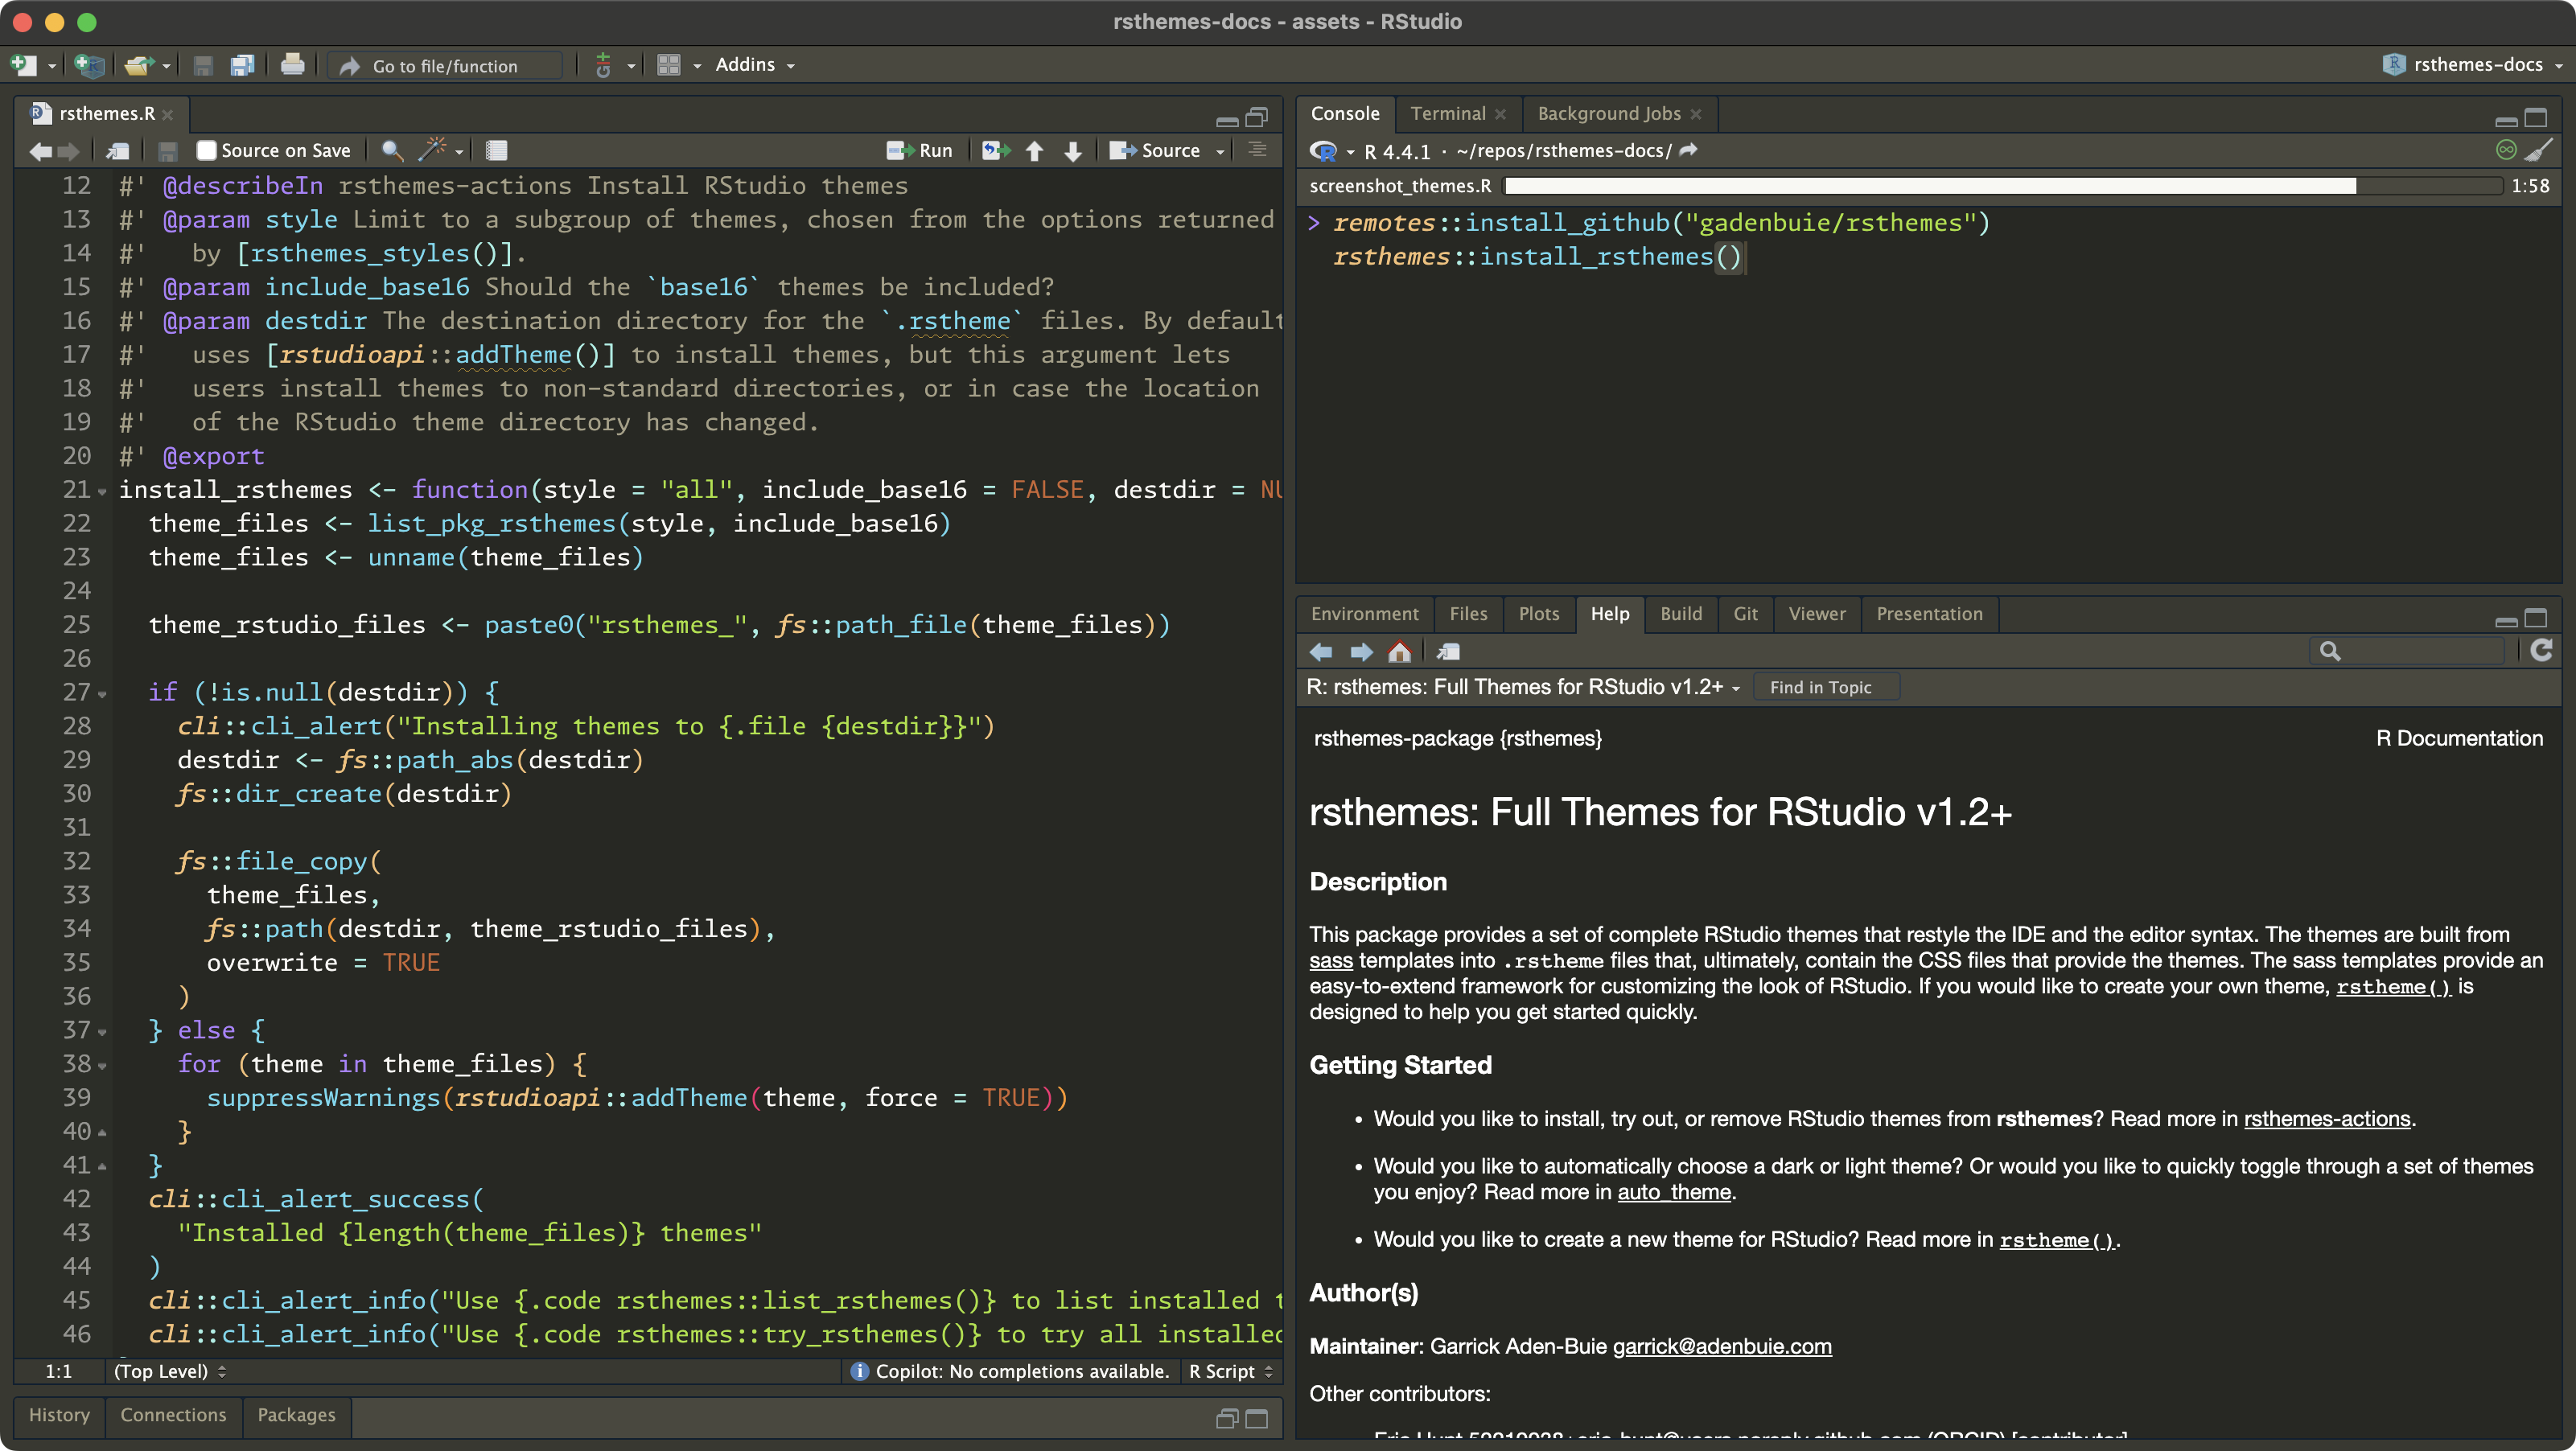 rsthemes-docs - assets - RStudio
Go to file/function
Addins
rsthemes-docs
rsthemes.R
Source on Save
Run
Source
12 #' @describeIn rsthemes-actions Install RStudio themes
13 #' @param style Limit to a subgroup of themes, chosen from the options returned
14 #'   by [rsthemes_styles()].
15 #' @param include_base16 Should the `base16` themes be included?
16 #' @param destdir The destination directory for the `.rstheme` files. By default
17 #'   uses [rstudioapi::addTheme()] to install themes, but this argument lets
18 #'   users install themes to non-standard directories, or in case the location
19 #'   of the RStudio theme directory has changed.
20 #' @export
21 install_rsthemes <- function(style = "all", include_base16 = FALSE, destdir = NU
22   theme_files <- list_pkg_rsthemes(style, include_base16)
23   theme_files <- unname(theme_files)
24
25   theme_rstudio_files <- paste0("rsthemes_", fs::path_file(theme_files))
26
27   if (!is.null(destdir)) {
28     cli::cli_alert("Installing themes to {.file {destdir}}")
29     destdir <- fs::path_abs(destdir)
30     fs::dir_create(destdir)
31
32     fs::file_copy(
33       theme_files,
34       fs::path(destdir, theme_rstudio_files),
35       overwrite = TRUE
36     )
37   } else {
38     for (theme in theme_files) {
39       suppressWarnings(rstudioapi::addTheme(theme, force = TRUE))
40     }
41   }
42   cli::cli_alert_success(
43     "Installed {length(theme_files)} themes"
44   )
45   cli::cli_alert_info("Use {.code rsthemes::list_rsthemes()} to list installed t
46   cli::cli_alert_info("Use {.code rsthemes::try_rsthemes()} to try all installed
1:1 (Top Level) Copilot: No completions available. R Script
History Connections Packages
Console Terminal Background Jobs
R 4.4.1 · ~/repos/rsthemes-docs/
screenshot_themes.R 1:58
> remotes::install_github("gadenbuie/rsthemes")
rsthemes::install_rsthemes()
Environment Files Plots Help Build Git Viewer Presentation
R: rsthemes: Full Themes for RStudio v1.2+ Find in Topic
rsthemes-package {rsthemes} R Documentation
rsthemes: Full Themes for RStudio v1.2+
Description
This package provides a set of complete RStudio themes that restyle the IDE and the editor syntax. The themes are built from
sass templates into .rstheme files that, ultimately, contain the CSS files that provide the themes. The sass templates provide an
easy-to-extend framework for customizing the look of RStudio. If you would like to create your own theme, rstheme() is
designed to help you get started quickly.
Getting Started
• Would you like to install, try out, or remove RStudio themes from rsthemes? Read more in rsthemes-actions.
• Would you like to automatically choose a dark or light theme? Or would you like to quickly toggle through a set of themes
you enjoy? Read more in auto_theme.
• Would you like to create a new theme for RStudio? Read more in rstheme().
Author(s)
Maintainer: Garrick Aden-Buie garrick@adenbuie.com
Other contributors: